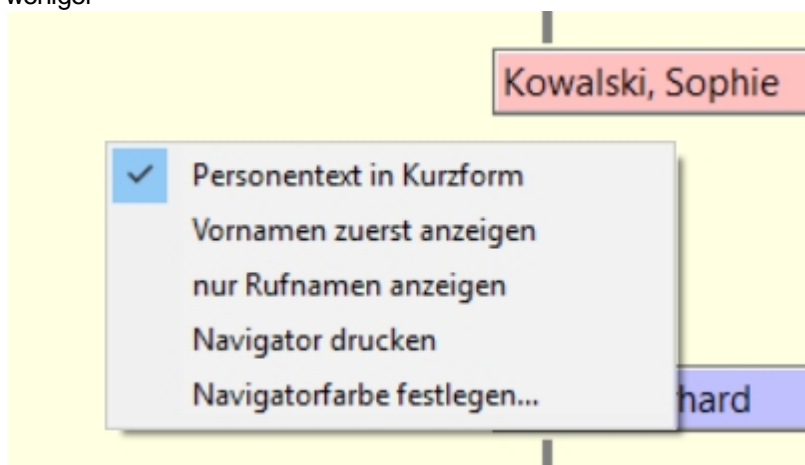 weniger
Kowalski, Sophie
Personentext in Kurzform
Vornamen zuerst anzeigen
nur Rufnamen anzeigen
Navigator drucken
Navigatorfarbe festlegen...
hard